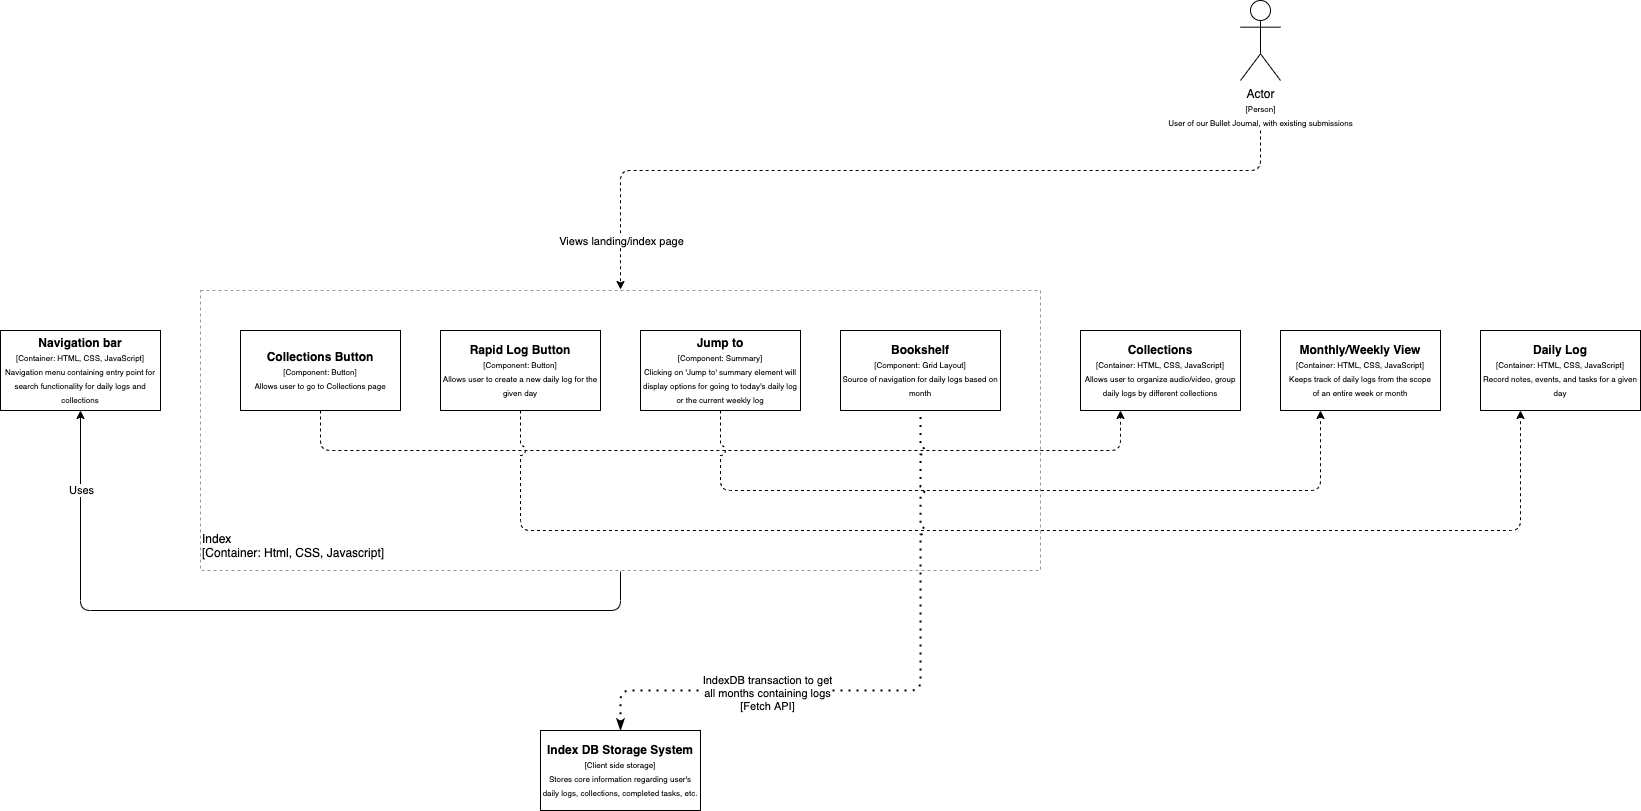 Actor
[Person]
User of our Bullet Journal, with existing submissions
Views landing/index page
Navigation bar
[Container: HTML, CSS, JavaScript]
Navigation menu containing entry point for
search functionality for daily logs and
collections
Collections Button
[Component: Button]
Allows user to go to Collections page
Rapid Log Button
[Component: Button]
Allows user to create a new daily log for the
given day
Jump to
[Component: Summary]
Clicking on 'Jump to' summary element will
display options for going to today's daily log
or the current weekly log
Bookshelf
[Component: Grid Layout]
Source of navigation for daily logs based on
month
Collections
[Container: HTML, CSS, JavaScript]
Allows user to organize audio/video, group
daily logs by different collections
Monthly/Weekly View
[Container: HTML, CSS, JavaScript]
Keeps track of daily logs from the scope
of an entire week or month
Daily Log
[Container: HTML, CSS, JavaScript]
Record notes, events, and tasks for a given
day
Uses
Index
[Container: Html, CSS, Javascript]
IndexDB transaction to get
all months containing logs
[Fetch API]
Index DB Storage System
[Client side storage]
Stores core information regarding user's
daily logs, collections, completed tasks, etc.